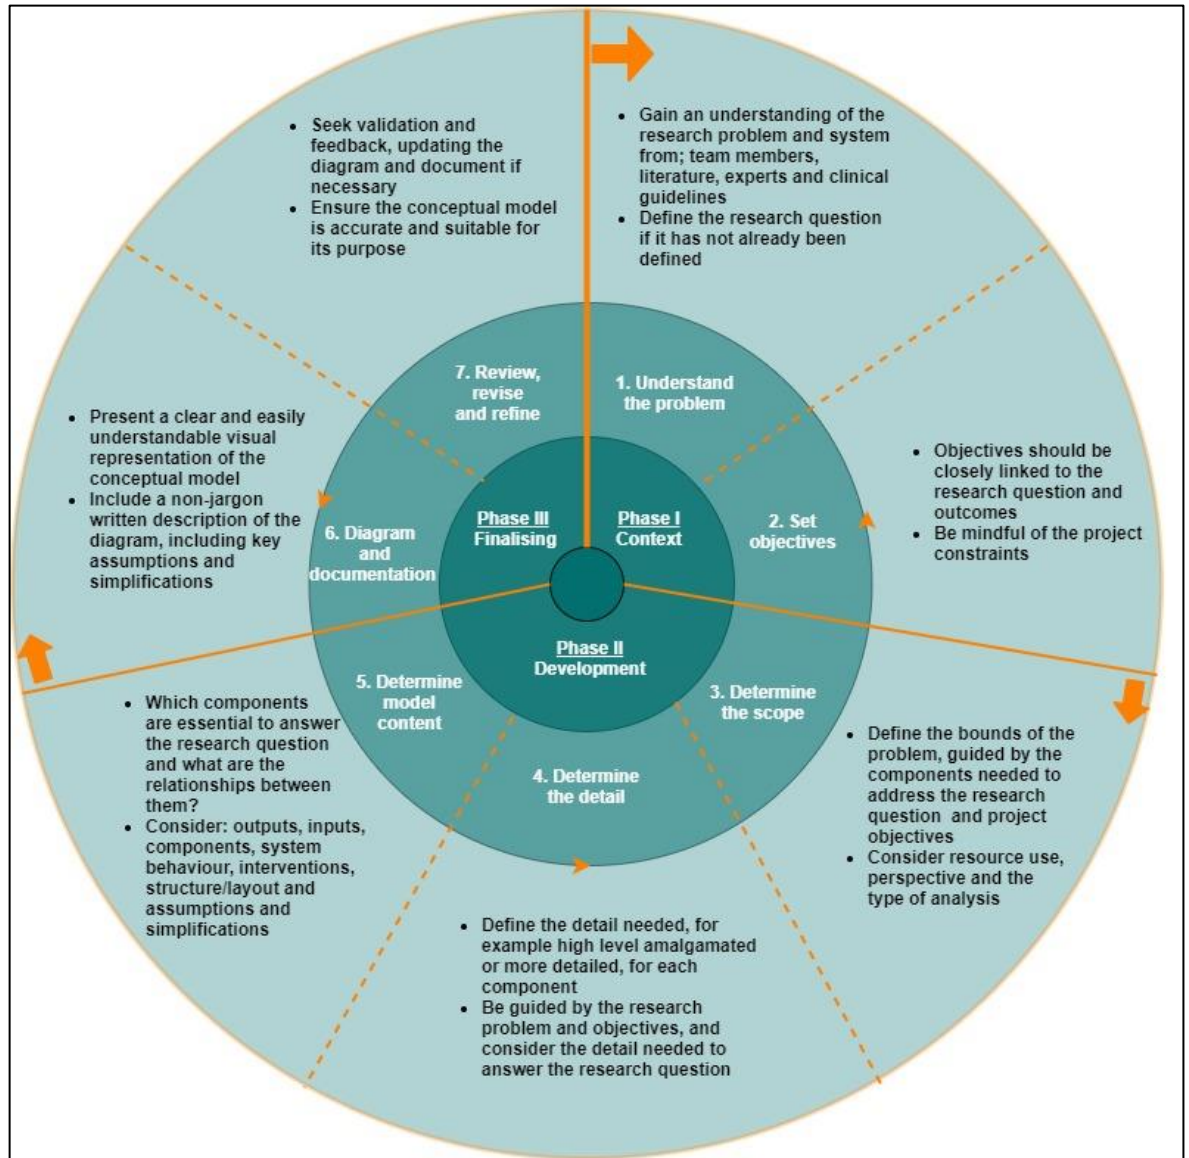 • Gain an understanding of the
research problem and system
from; team members,
literature, experts and clinical
guidelines
• Define the research question
if it has not already been
defined
1. Understand
the problem
• Objectives should be
closely linked to the
research question and
outcomes
• Be mindful of the project
constraints
2. Set
objectives
Phase I
Context
• Define the bounds of the
problem, guided by the
components needed to
address the research
question and project
objectives
• Consider resource use,
perspective and the
type of analysis
3. Determine
the scope
Phase II
Development
4. Determine
the detail
• Define the detail needed, for
example high level amalgamated
or more detailed, for each
component
• Be guided by the research
problem and objectives, and
consider the detail needed to
answer the research question
5. Determine
model
content
• Which components
are essential to answer
the research question
and what are the
relationships between
them?
• Consider: outputs, inputs,
components, system
behaviour, interventions,
structure/layout and
assumptions and
simplifications
Phase III
Finalising
6. Diagram
and
documentation
• Present a clear and easily
understandable visual
representation of the
conceptual model
• Include a non-jargon
written description of the
diagram, including key
assumptions and
simplifications
7. Review,
revise
and refine
• Seek validation and
feedback, updating the
diagram and document if
necessary
• Ensure the conceptual model
is accurate and suitable for
its purpose